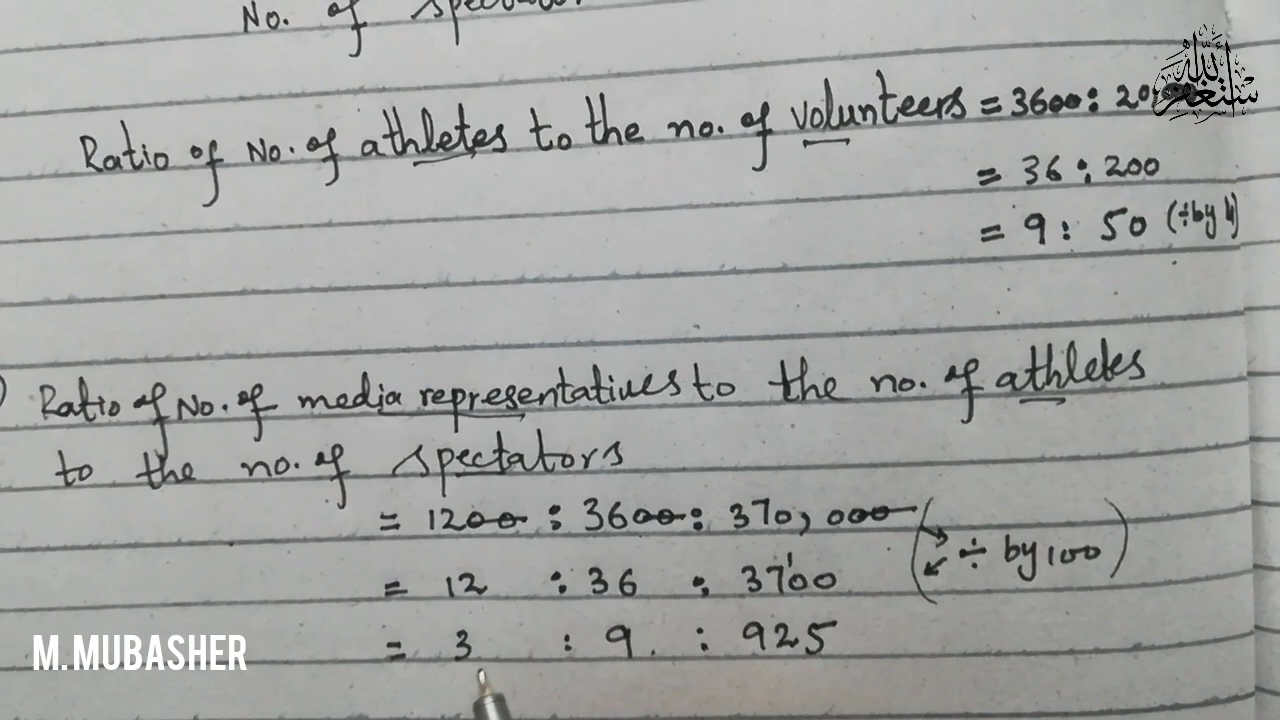 No. of
Ratio of No. of athletes to the no. of volunteers = 3600 : 20
= 36 : 200
= 9 : 50 (÷by 4)
) Ratio of No. of media representatives to the no. of athletes
to the no. of spectators
= 1200 : 3600 : 370,000
(÷ by 100)
= 12 : 36 : 3700
= 3 : 9 : 925
M.MUBASHER